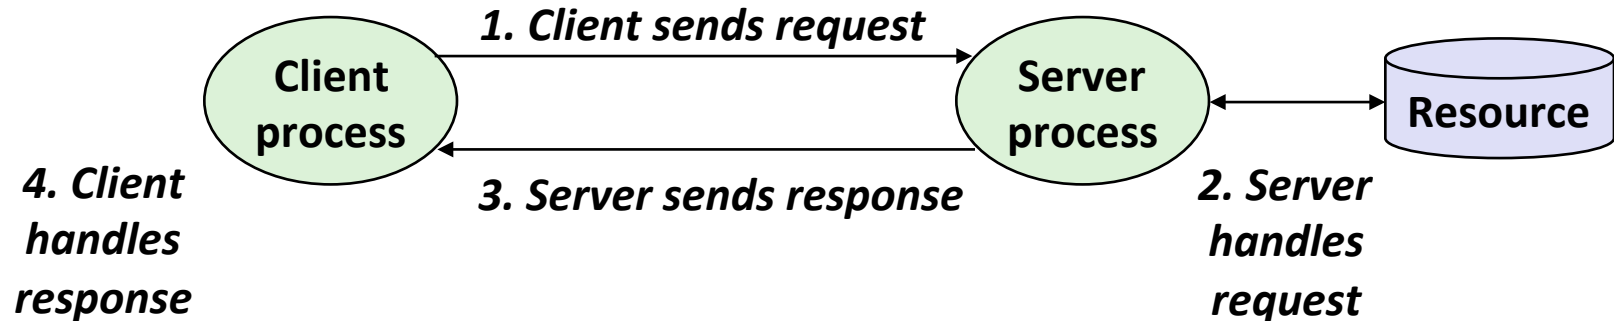 1. Client sends request
Client
process
Server
process
Resource
3. Server sends response
4. Client
handles
response
2. Server
handles
request